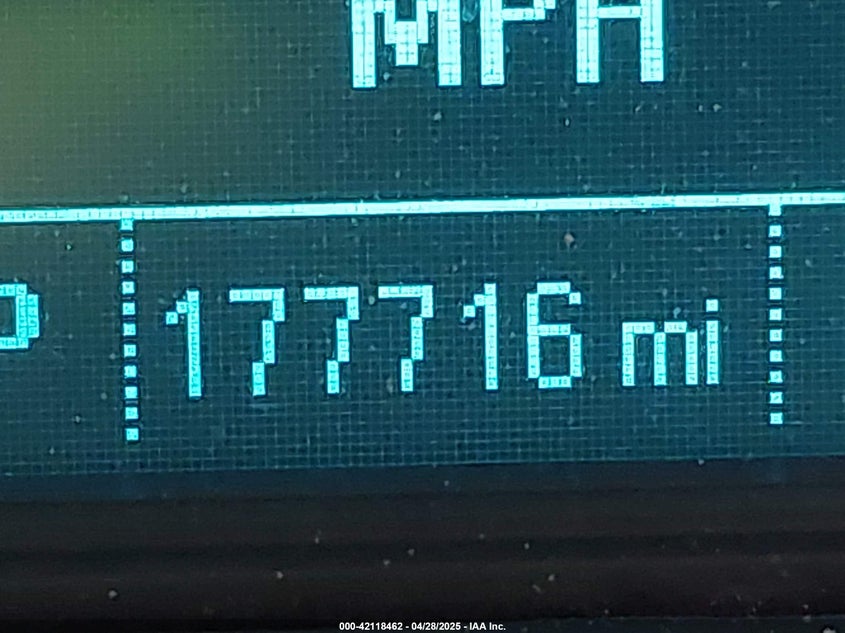 MPH
P
177716 mi
000-42118462 - 04/28/2025 - IAA Inc.